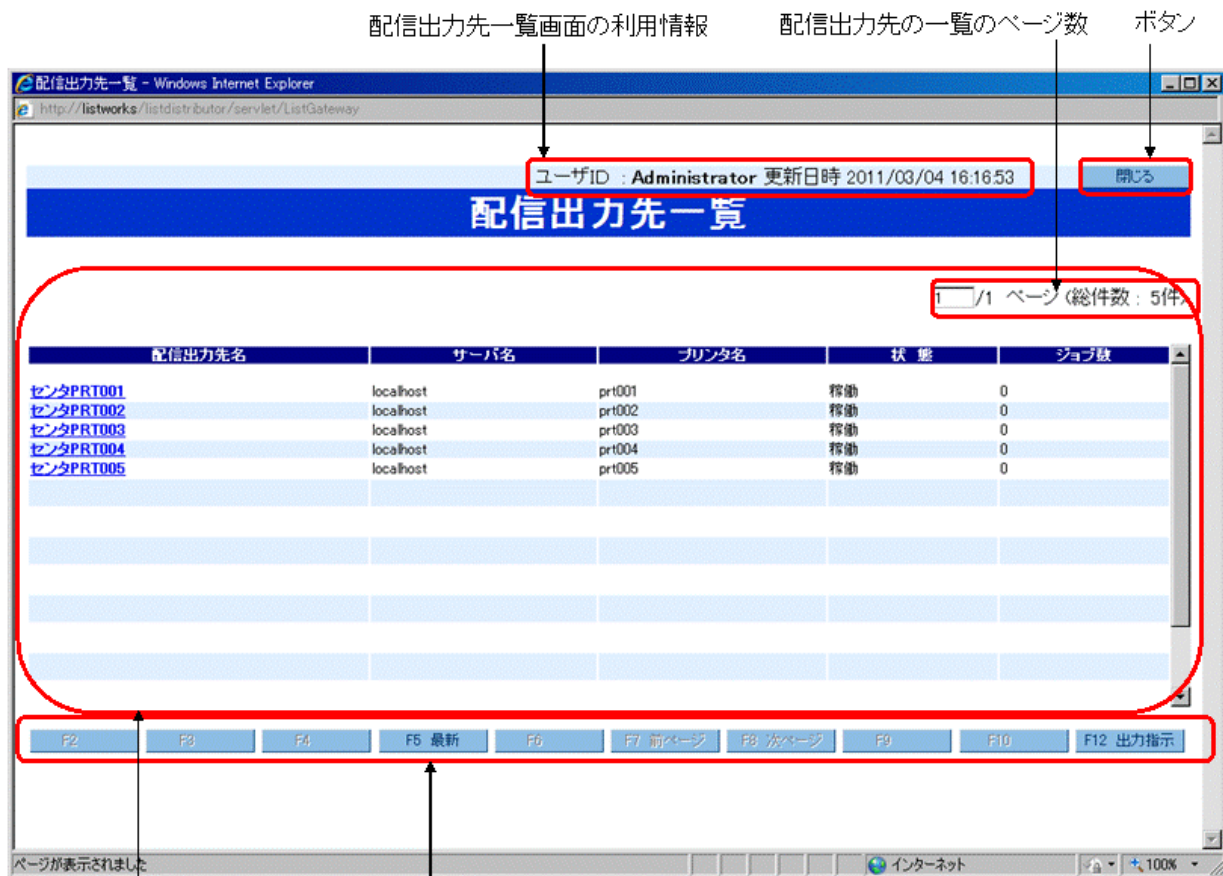 配信出力先一覧画面の利用情報 配信出力先の一覧のページ数 ボタン
配信出力先一覧 - Windows Internet Explorer
http://listworks/listdistributor/servlet/ListGateway
ユーザID : Administrator 更新日時 2011/03/04 16:16:53 閉じる
配信出力先一覧
1 /1 ページ (総件数 : 5件)
配信出力先名 サーバ名 プリンタ名 状 態 ジョブ数
センタPRT001 localhost prt001 稼働 0
センタPRT002 localhost prt002 稼働 0
センタPRT003 localhost prt003 稼働 0
センタPRT004 localhost prt004 稼働 0
センタPRT005 localhost prt005 稼働 0
F2 F3 F4 F5 最新 F6 F7 前ページ F8 次ページ F9 F10 F12 出力指示
ページが表示されました インターネット 100%